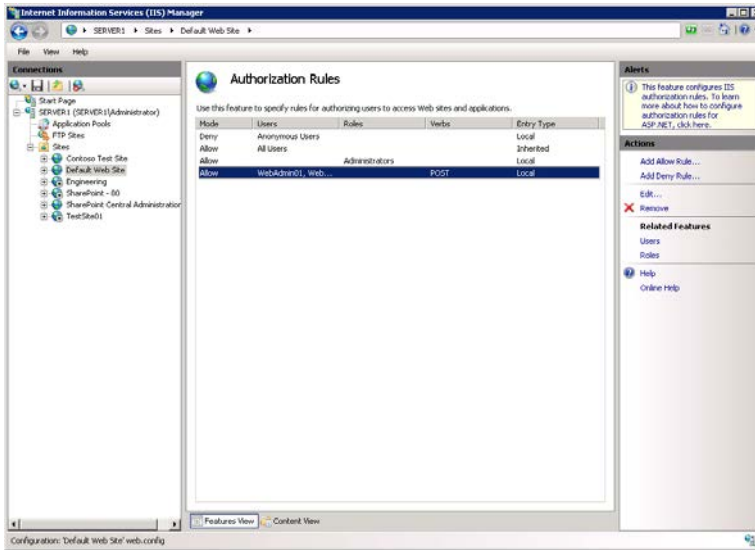 Internet Information Services (IIS) Manager
SERVER1 Sites Default Web Site
File View Help
Connections
Start Page
SERVER1 (SERVER1\Administrator)
Application Pools
FTP Sites
Sites
Contoso Test Site
Default Web Site
Engineering
SharePoint - 80
SharePoint Central Administration
TestSite01
Authorization Rules
Use this feature to specify rules for authorizing users to access Web sites and applications.
Mode Users Roles Verbs Entry Type
Deny Anonymous Users Local
Allow All Users Inherited
Allow Administrators Local
Allow WebAdmin01, Web... POST Local
Features View Content View
Alerts
This feature configures IIS
authorization rules. To learn
more about how to configure
authorization rules for
ASP.NET, click here.
Actions
Add Allow Rule...
Add Deny Rule...
Edit...
Remove
Related Features
Users
Roles
Help
Online Help
Configuration: 'Default Web Site' web.config